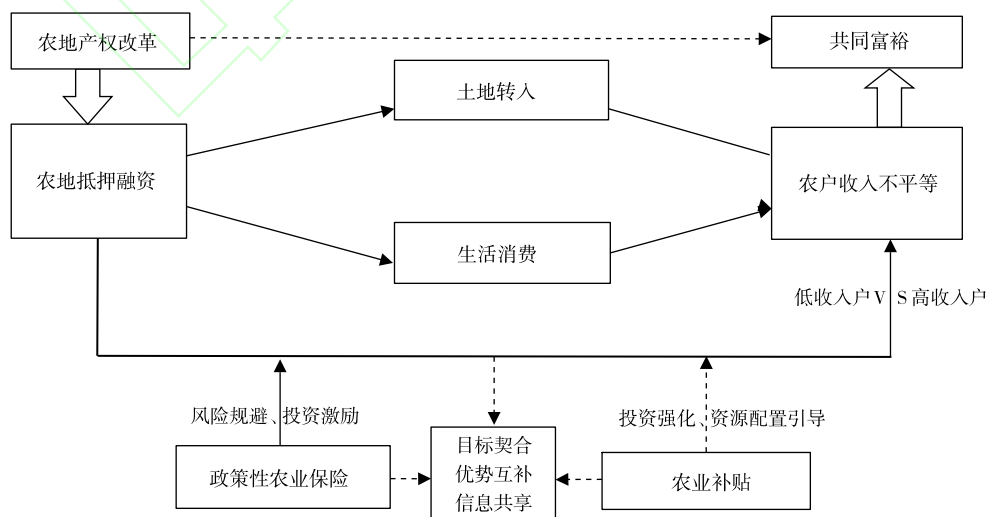 农地产权改革
共同富裕
土地转入
农地抵押融资
农户收入不平等
生活消费
低收入户 V S 高收入户
风险规避、投资激励
投资强化、资源配置引导
目标契合
优势互补
信息共享
政策性农业保险
农业补贴